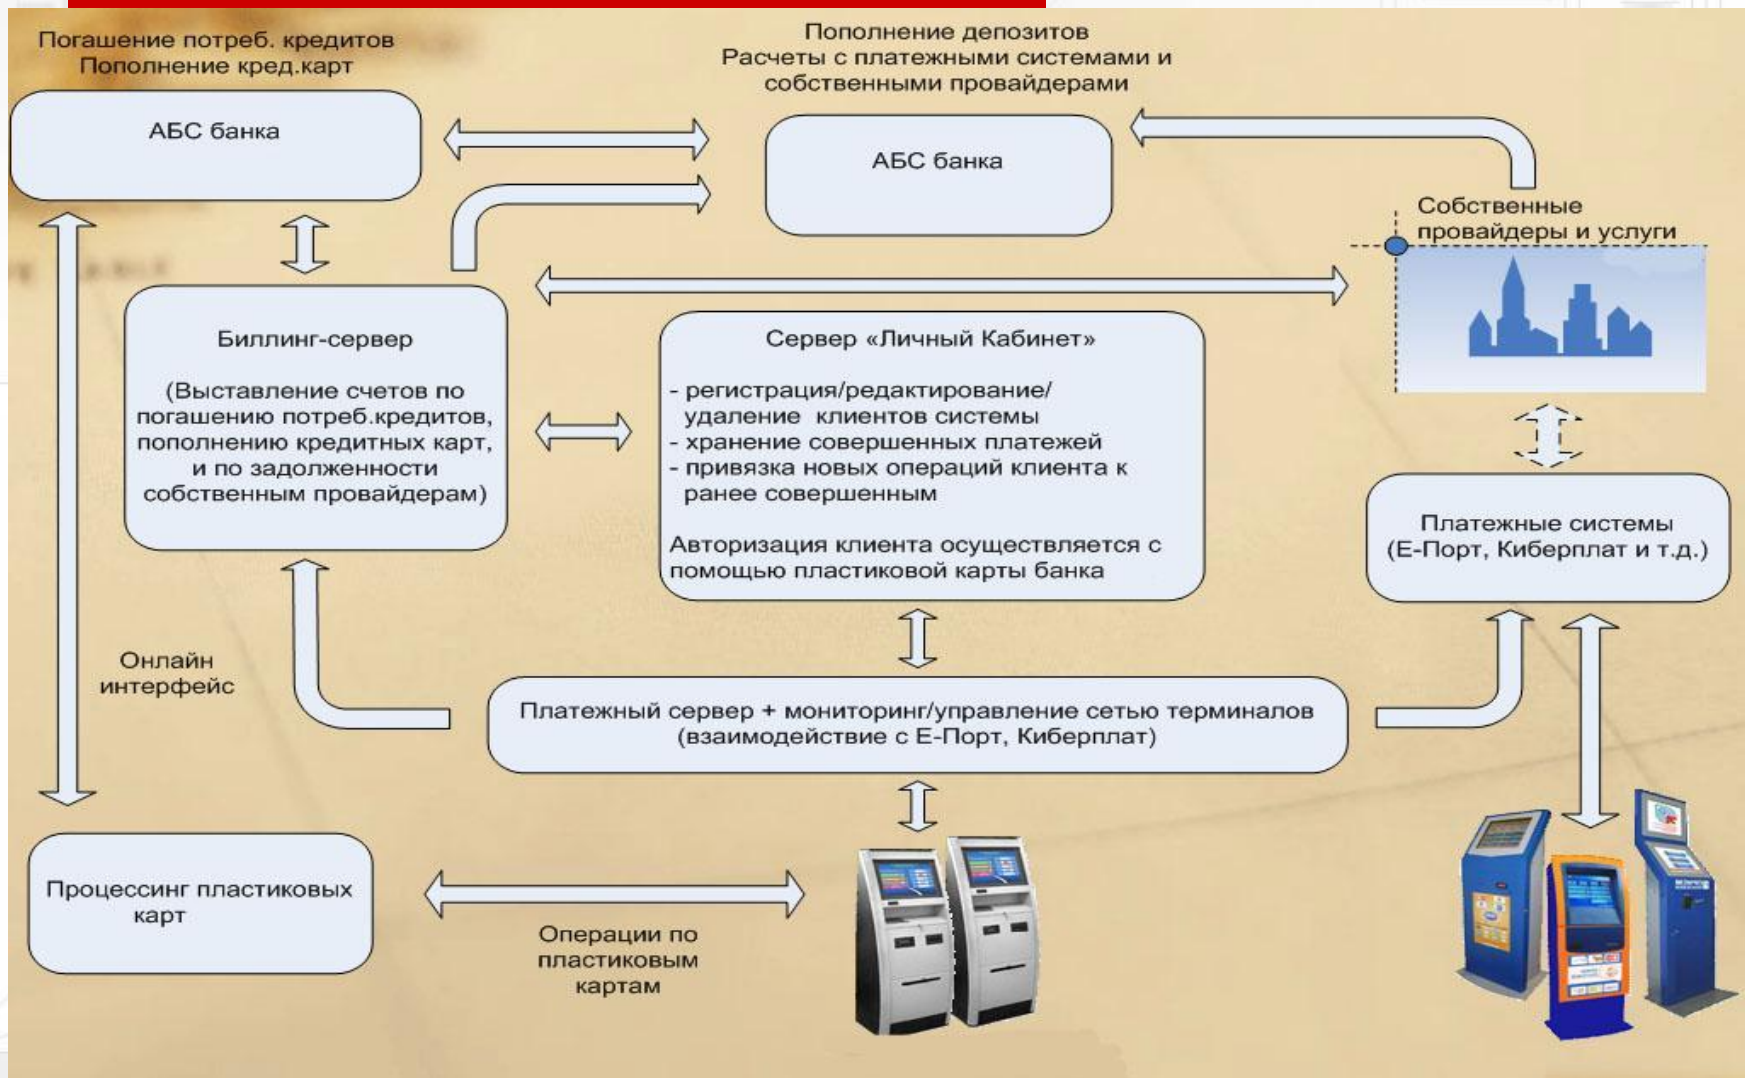 Погашение потреб. кредитов
Пополнение кред.карт
АБС банка
Пополнение депозитов
Расчеты с платежными системами и
собственными провайдерами
АБС банка
Собственные
провайдеры и услуги
Биллинг-сервер
(Выставление счетов по
погашению потреб.кредитов,
пополнению кредитных карт,
и по задолженности
собственным провайдерам)
Сервер «Личный Кабинет»
- регистрация/редактирование/
удаление клиентов системы
- хранение совершенных платежей
- привязка новых операций клиента к
ранее совершенным
Авторизация клиента осуществляется с
помощью пластиковой карты банка
Платежные системы
(Е-Порт, Киберплат и т.д.)
Онлайн
интерфейс
Платежный сервер + мониторинг/управление сетью терминалов
(взаимодействие с Е-Порт, Киберплат)
Процессинг пластиковых
карт
Операции по
пластиковым
картам